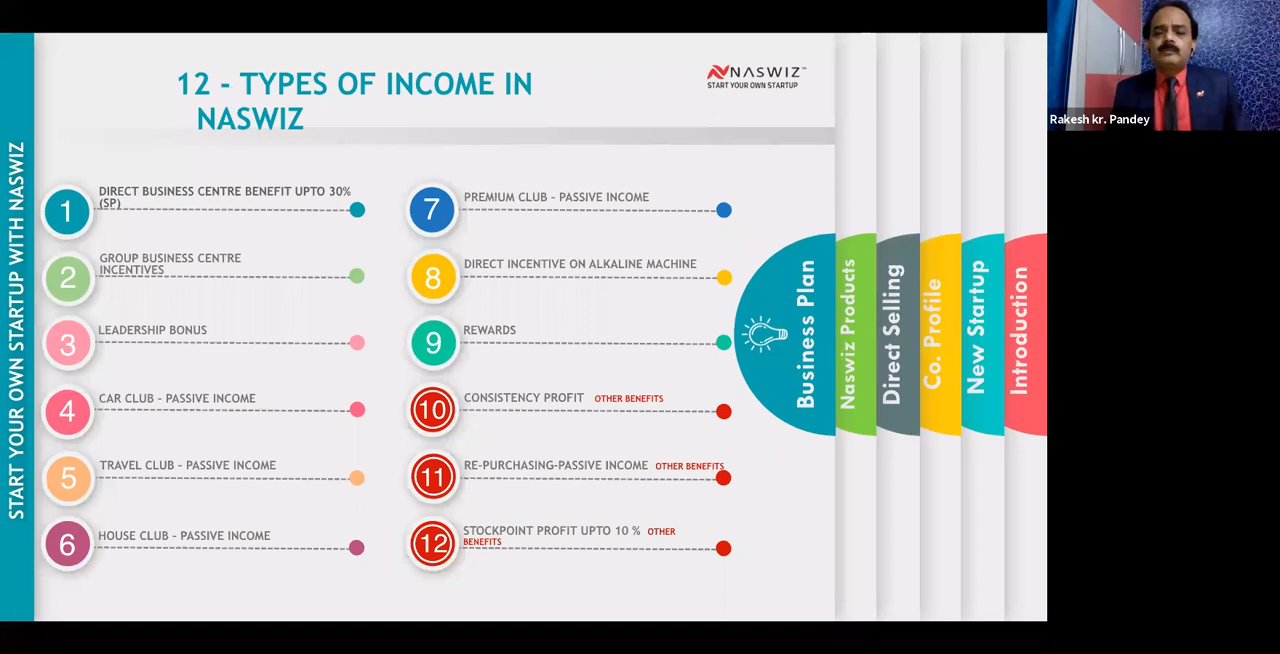 START YOUR OWN STARTUP WITH NASWIZ
12 - TYPES OF INCOME IN
NASWIZ
NASWIZ™
START YOUR OWN STARTUP
1
DIRECT BUSINESS CENTRE BENEFIT UPTO 30%
(SP)
2
GROUP BUSINESS CENTRE
INCENTIVES
3
LEADERSHIP BONUS
4
CAR CLUB - PASSIVE INCOME
5
TRAVEL CLUB - PASSIVE INCOME
6
HOUSE CLUB - PASSIVE INCOME
7
PREMIUM CLUB - PASSIVE INCOME
8
DIRECT INCENTIVE ON ALKALINE MACHINE
9
REWARDS
10
CONSISTENCY PROFIT OTHER BENEFITS
11
RE-PURCHASING-PASSIVE INCOME OTHER BENEFITS
12
STOCKPOINT PROFIT UPTO 10 % OTHER
BENEFITS
Business Plan
Naswiz Products
Direct Selling
Co. Profile
New Startup
Introduction
Rakesh kr. Pandey